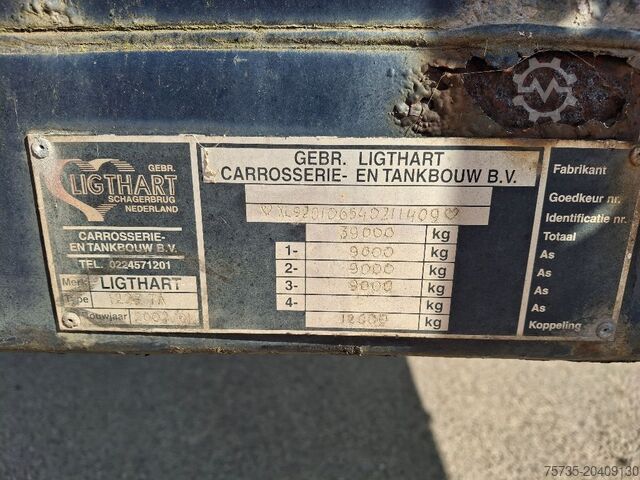 GEBR.
LIGTHART
SCHAGERBRUG
NEDERLAND
CARROSSERIE-
EN TANKBOUW B.V.
TEL. 0224571201
Merk LIGTHART
Type
Bouwjaar
GEBR. LIGTHART
CARROSSERIE- EN TANKBOUW B.V.
39000 kg
1- 9000 kg
2- 9000 kg
3- 9000 kg
4- kg
12000 kg
Fabrikant
Goedkeur nr.
Identificatie nr.
Totaal
As
As
As
As
Koppeling
75735-20409130